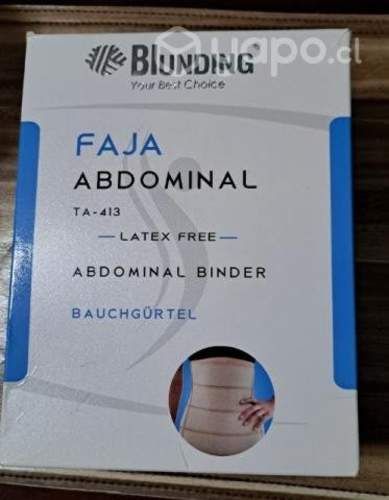 yapo.cl
BLUNDING®
Your Best Choice
FAJA
ABDOMINAL
TA-413
— LATEX FREE —
ABDOMINAL BINDER
BAUCHGÜRTEL